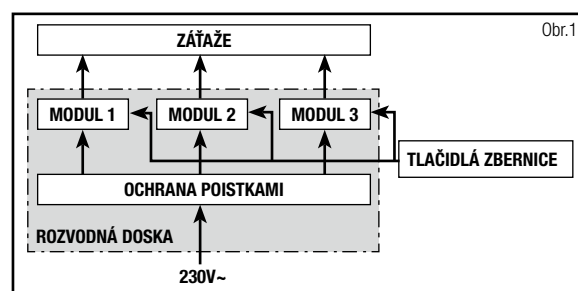 Obr.1
ZÁŤAŽE
MODUL 1
MODUL 2
MODUL 3
TLAČIDLÁ ZBERNICE
OCHRANA POISTKAMI
ROZVODNÁ DOSKA
230V~